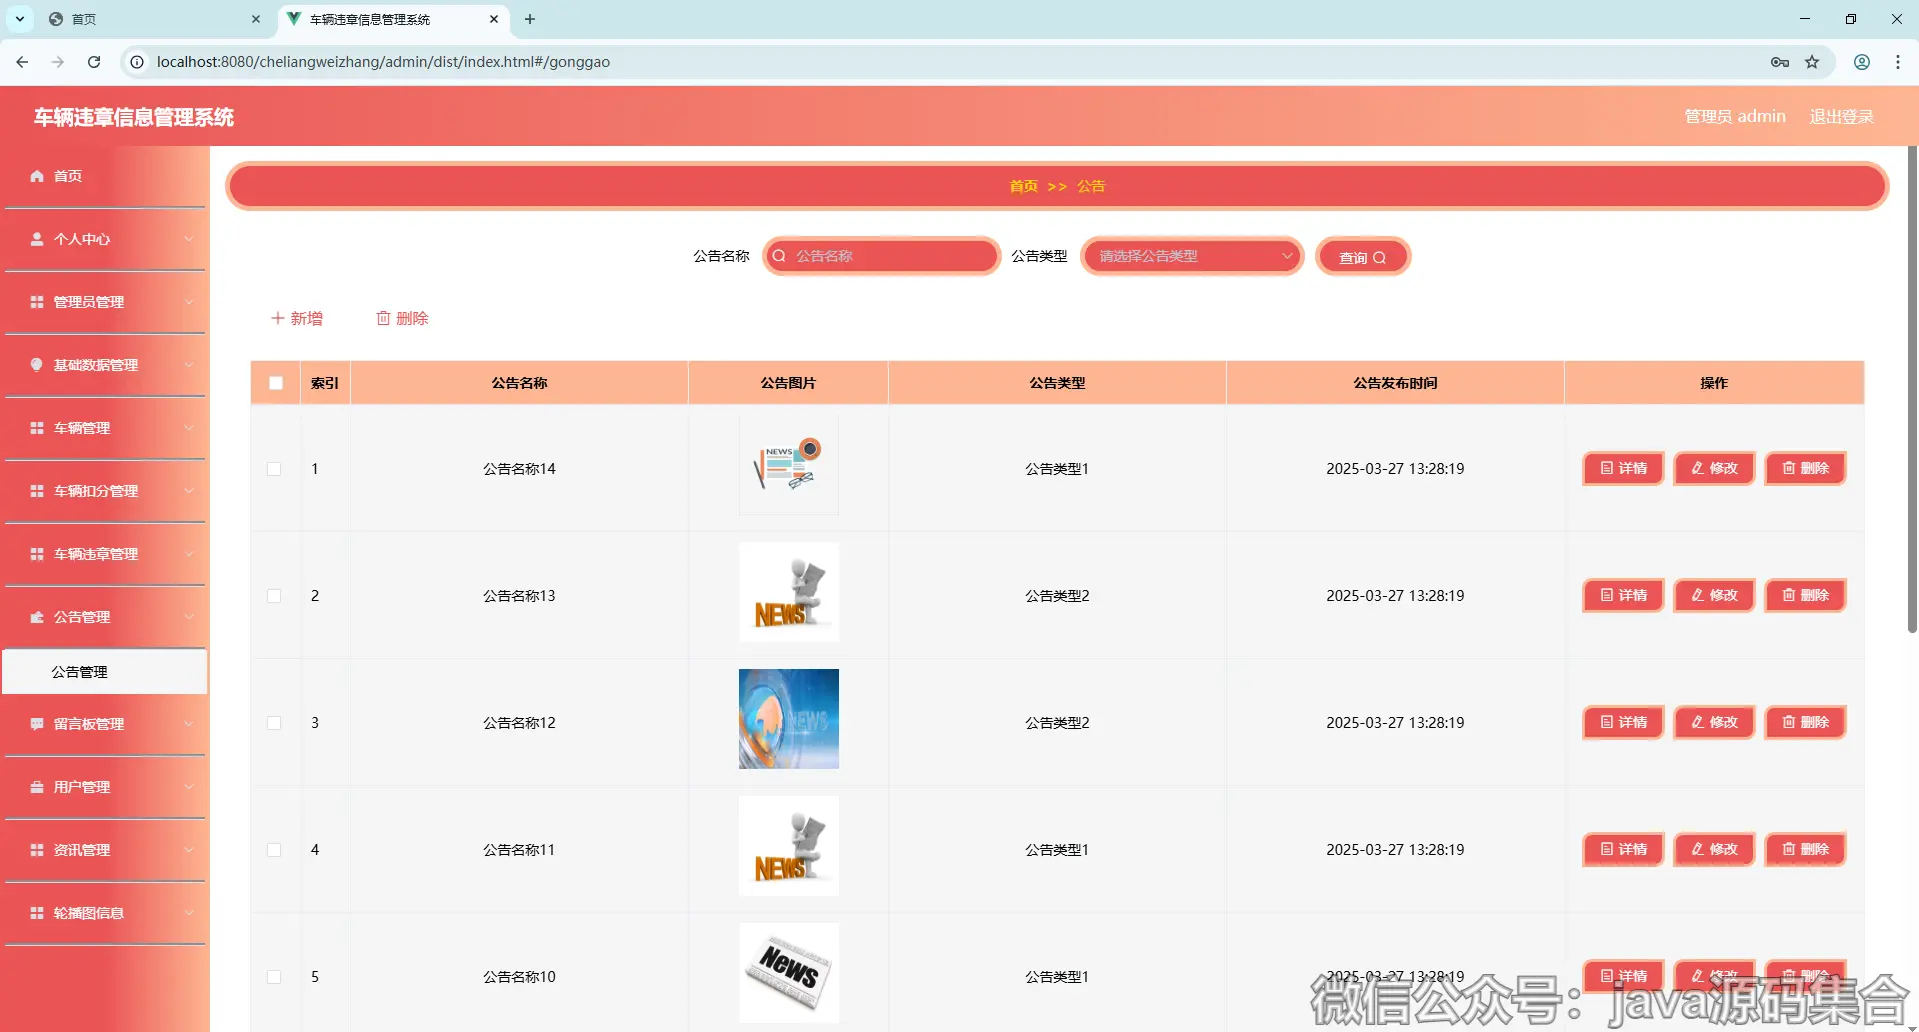 首页
车辆违章信息管理系统
localhost:8080/cheliangweizhang/admin/dist/index.html#/gonggao
车辆违章信息管理系统
管理员 admin 退出登录
首页
个人中心
管理员管理
基础数据管理
车辆管理
车辆扣分管理
车辆违章管理
公告管理
公告管理
留言板管理
用户管理
资讯管理
轮播图信息
首页 >> 公告
公告名称 公告名称 公告类型 请选择公告类型 查询
新增 删除
索引 公告名称 公告图片 公告类型 公告发布时间 操作
1 公告名称14 NEWS 公告类型1 2025-03-27 13:28:19 详情 修改 删除
2 公告名称13 NEWS 公告类型2 2025-03-27 13:28:19 详情 修改 删除
3 公告名称12 NEWS 公告类型2 2025-03-27 13:28:19 详情 修改 删除
4 公告名称11 NEWS 公告类型1 2025-03-27 13:28:19 详情 修改 删除
5 公告名称10 News 公告类型1 2025-03-27 13:28:19 详情 修改 删除
微信公众号：java源码集合